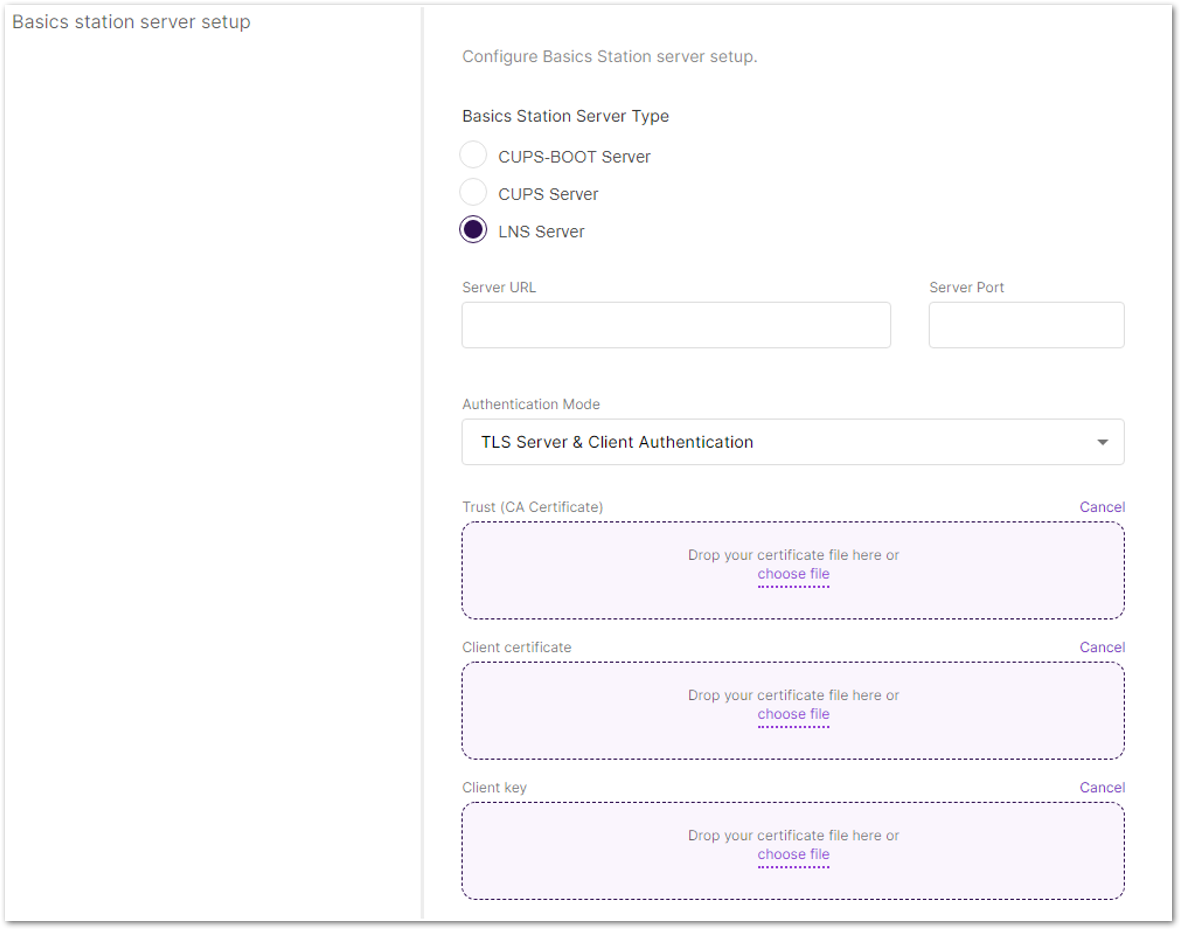 Basics station server setup
Configure Basics Station server setup.
Basics Station Server Type
CUPS-BOOT Server
CUPS Server
LNS Server
Server URL
Server Port
Authentication Mode
TLS Server & Client Authentication
Trust (CA Certificate)
Cancel
Drop your certificate file here or
choose file
Client certificate
Cancel
Drop your certificate file here or
choose file
Client key
Cancel
Drop your certificate file here or
choose file